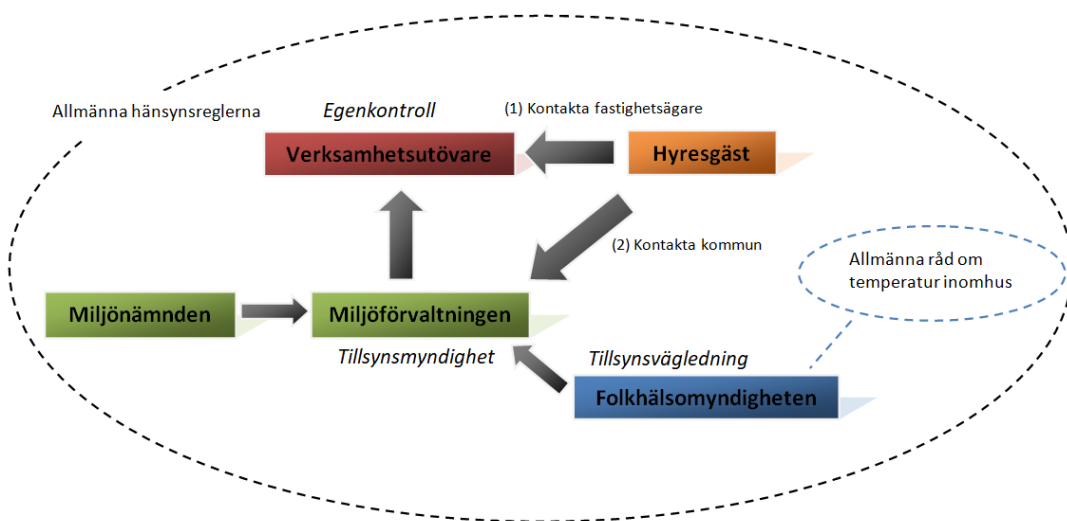 Allmänna hänsynsreglerna
Egenkontroll
(1) Kontakta fastighetsägare
Verksamhetsutövare
Hyresgäst
(2) Kontakta kommun
Allmänna råd om
temperatur inomhus
Miljönämnden
Miljöförvaltningen
Tillsynsmyndighet
Tillsynsvägledning
Folkhälsomyndigheten